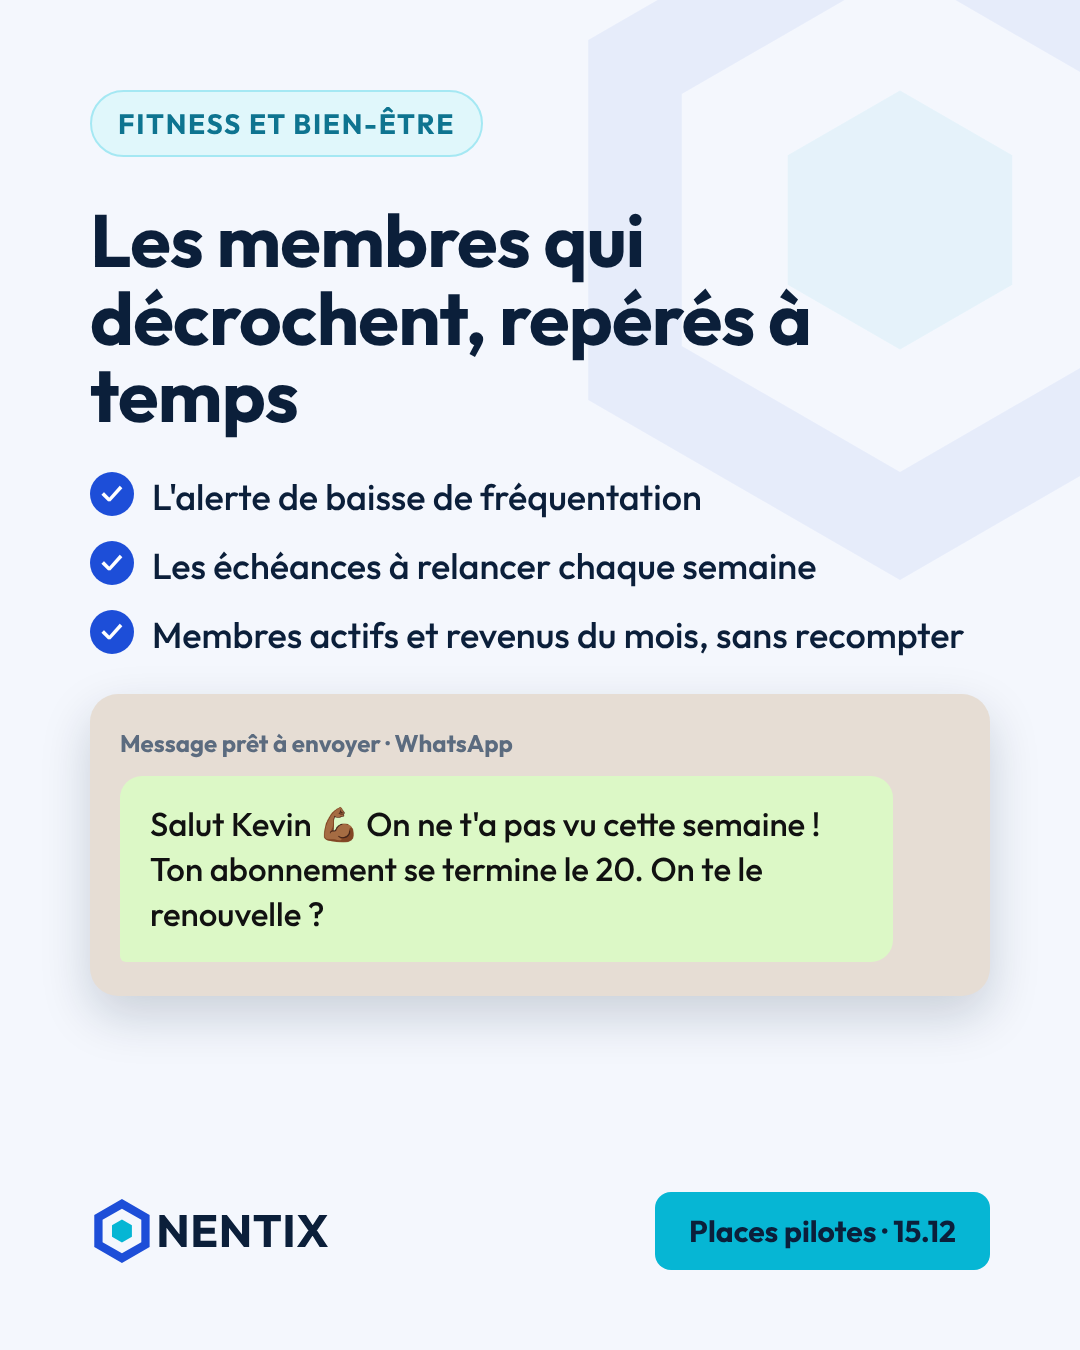 FITNESS ET BIEN-ÊTRE
Les membres qui
décrochent, repérés à
temps
L'alerte de baisse de fréquentation
Les échéances à relancer chaque semaine
Membres actifs et revenus du mois, sans recompter
Message prêt à envoyer · WhatsApp
Salut Kevin 💪🏾 On ne t'a pas vu cette semaine !
Ton abonnement se termine le 20. On te le
renouvelle ?
NENTIX
Places pilotes · 15.12